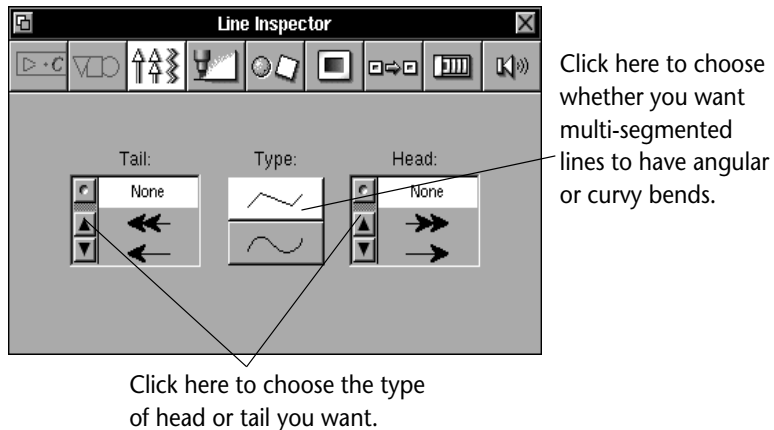 Line Inspector
C
Click here to choose
whether you want
multi-segmented
lines to have angular
or curvy bends.
Tail: Type: Head:
None None
Click here to choose the type
of head or tail you want.